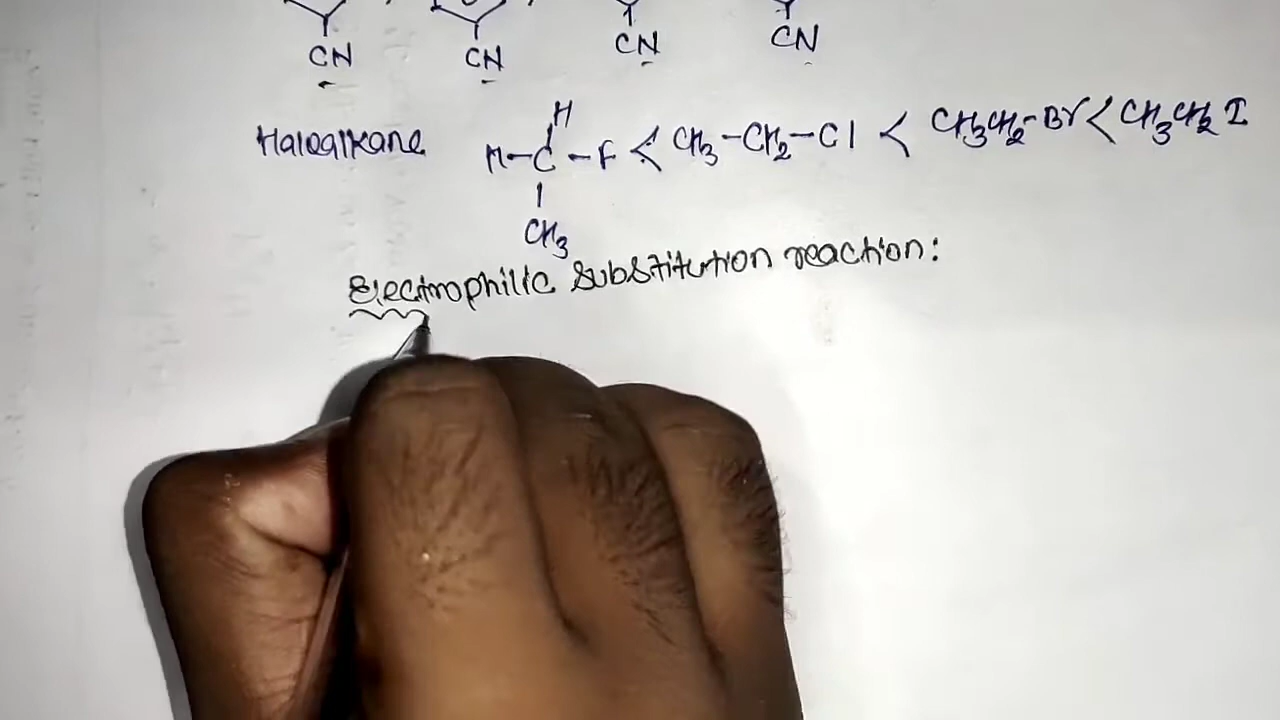 CN CN CN CN
H
Haloalkane H-C-F < CH3-CH2-Cl < CH3CH2-Br < CH3CH2I
CH3
Electrophilic substitution reaction: